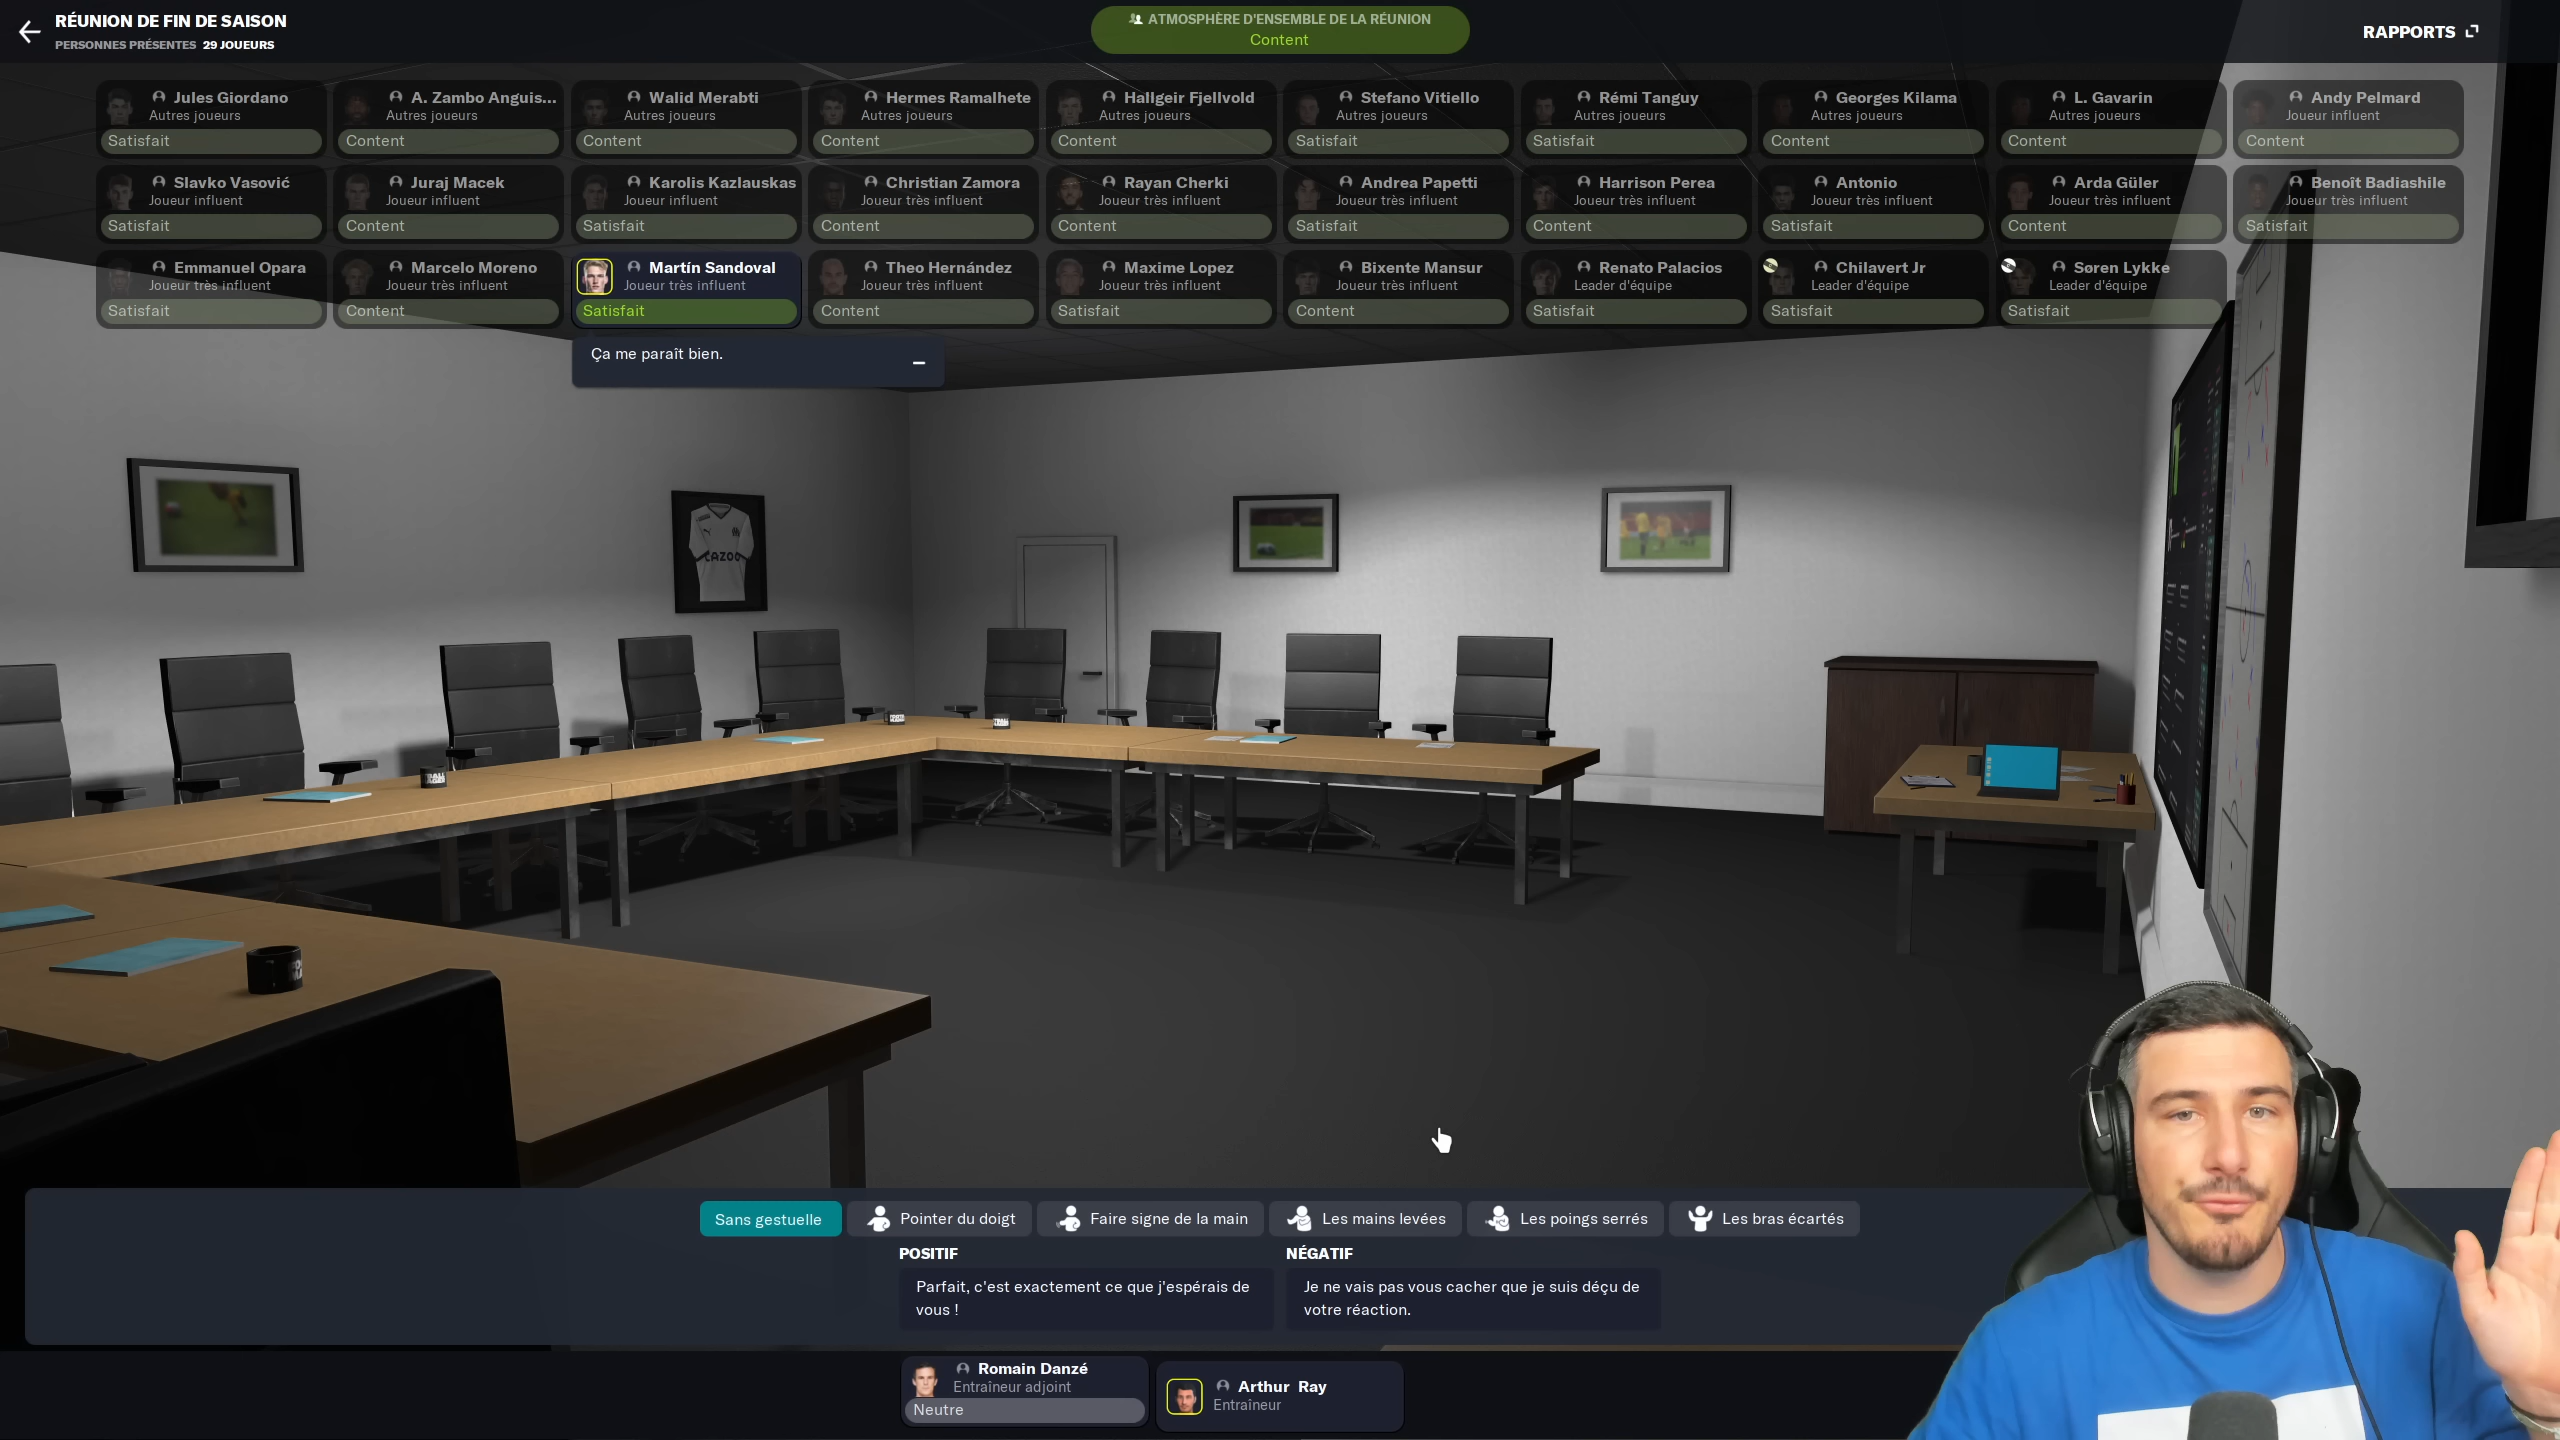 RÉUNION DE FIN DE SAISON
PERSONNES PRÉSENTES 29 JOUEURS
ATMOSPHÈRE D'ENSEMBLE DE LA RÉUNION
Content
RAPPORTS
Jules Giordano
Autres joueurs
Satisfait
A. Zambo Anguis...
Autres joueurs
Content
Walid Merabti
Autres joueurs
Content
Hermes Ramalhete
Autres joueurs
Content
Hallgeir Fjellvold
Autres joueurs
Content
Stefano Vitiello
Autres joueurs
Satisfait
Rémi Tanguy
Autres joueurs
Satisfait
Georges Kilama
Autres joueurs
Content
L. Gavarin
Autres joueurs
Content
Andy Pelmard
Joueur influent
Content
Slavko Vasović
Joueur influent
Satisfait
Juraj Macek
Joueur influent
Content
Karolis Kazlauskas
Joueur influent
Satisfait
Christian Zamora
Joueur très influent
Content
Rayan Cherki
Joueur très influent
Content
Andrea Papetti
Joueur très influent
Satisfait
Harrison Perea
Joueur très influent
Content
Antonio
Joueur très influent
Satisfait
Arda Güler
Joueur très influent
Content
Benoît Badiashile
Joueur très influent
Satisfait
Emmanuel Opara
Joueur très influent
Satisfait
Marcelo Moreno
Joueur très influent
Content
Martín Sandoval
Joueur très influent
Satisfait
Theo Hernández
Joueur très influent
Content
Maxime Lopez
Joueur très influent
Satisfait
Bixente Mansur
Joueur très influent
Content
Renato Palacios
Leader d'équipe
Satisfait
Chilavert Jr
Leader d'équipe
Satisfait
Søren Lykke
Leader d'équipe
Satisfait
Ça me paraît bien.
CAZOO
Sans gestuelle
Pointer du doigt
Faire signe de la main
Les mains levées
Les poings serrés
Les bras écartés
POSITIF
Parfait, c'est exactement ce que j'espérais de
vous !
NÉGATIF
Je ne vais pas vous cacher que je suis déçu de
votre réaction.
Romain Danzé
Entraîneur adjoint
Neutre
Arthur Ray
Entraîneur